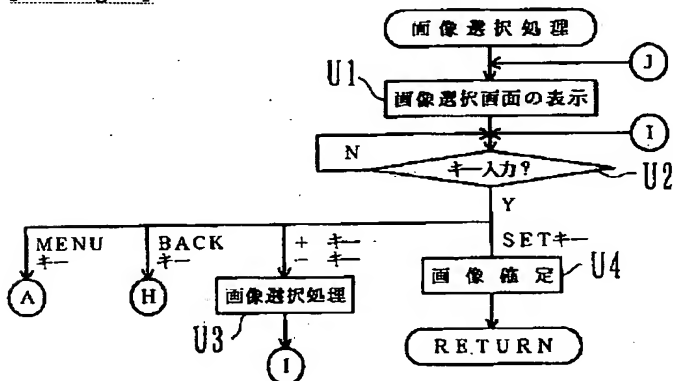 画像選択処理
J
U1
画像選択画面の表示
I
N
キー入力?
U2
Y
MENU
キー
BACK
キー
+ キー
- キー
SETキー
A
H
画像選択処理
画像確定
U4
U3
I
RETURN